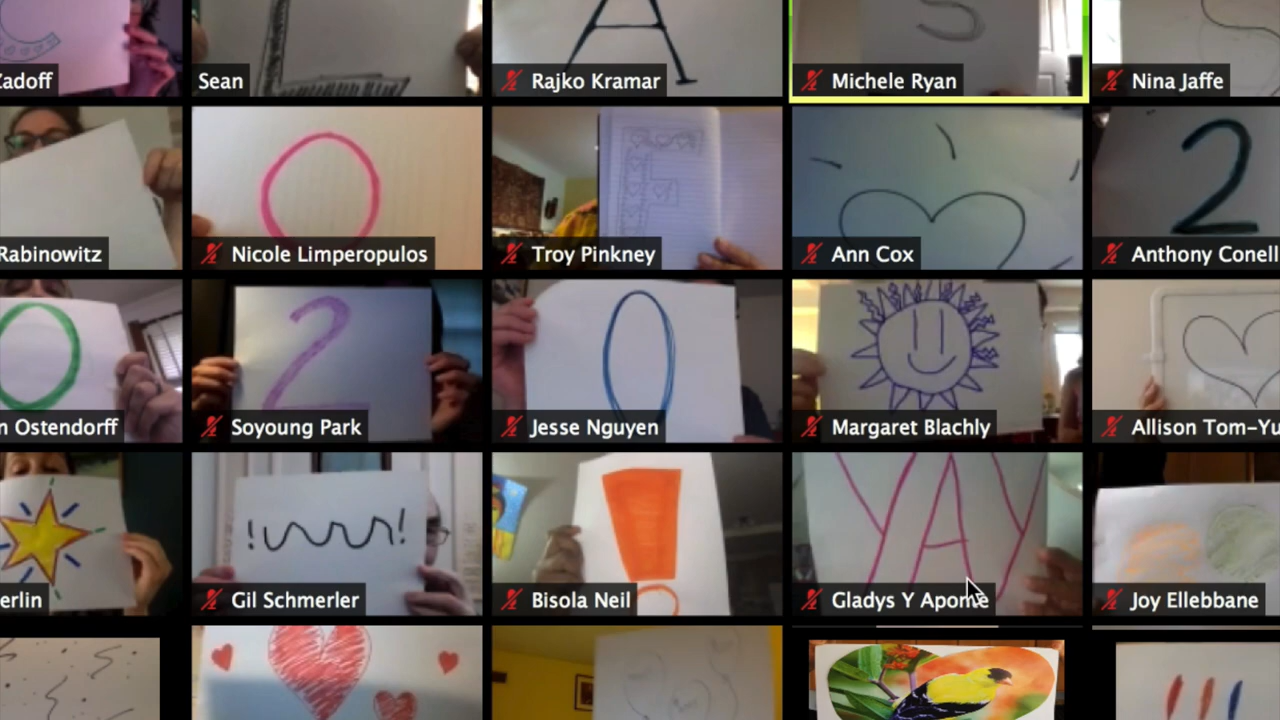 C L A S S
Zadoff Sean Rajko Kramar Michele Ryan Nina Jaffe
O F 2
Rabinowitz Nicole Limperopulos Troy Pinkney Ann Cox Anthony Conell
0 2 0
n Ostendorff Soyoung Park Jesse Nguyen Margaret Blachly Allison Tom-Yu
! ! ! YAY
erlin Gil Schmerler Bisola Neil Gladys Y Aponte Joy Ellebbane